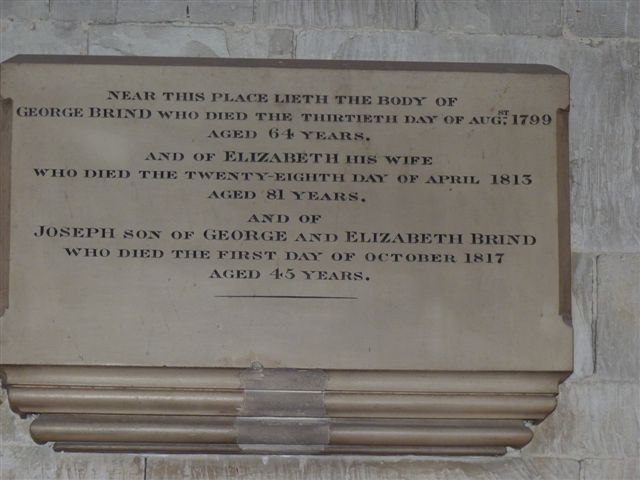 NEAR THIS PLACE LIETH THE BODY OF
GEORGE BRIND WHO DIED THE THIRTIETH DAY OF AUGST. 1799
AGED 64 YEARS.
AND OF ELIZABETH HIS WIFE
WHO DIED THE TWENTY-EIGHTH DAY OF APRIL 1813
AGED 81 YEARS.
AND OF
JOSEPH SON OF GEORGE AND ELIZABETH BRIND
WHO DIED THE FIRST DAY OF OCTOBER 1817
AGED 45 YEARS.